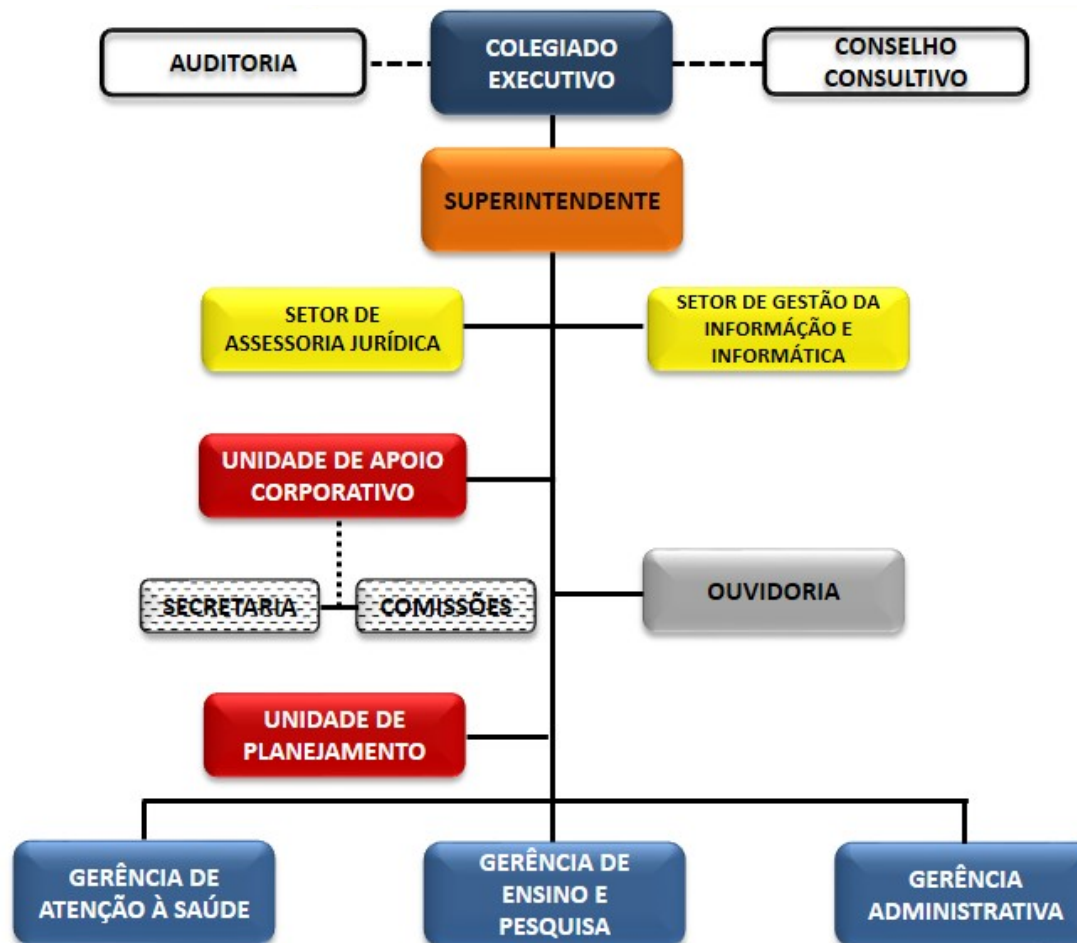 AUDITORIA
COLEGIADO
EXECUTIVO
CONSELHO
CONSULTIVO
SUPERINTENDENTE
SETOR DE
ASSESSORIA JURÍDICA
SETOR DE GESTÃO DA
INFORMÁÇÃO E
INFORMÁTICA
UNIDADE DE APOIO
CORPORATIVO
SECRETARIA
COMISSÕES
OUVIDORIA
UNIDADE DE
PLANEJAMENTO
GERÊNCIA DE
ATENÇÃO À SAÚDE
GERÊNCIA DE
ENSINO E
PESQUISA
GERÊNCIA
ADMINISTRATIVA